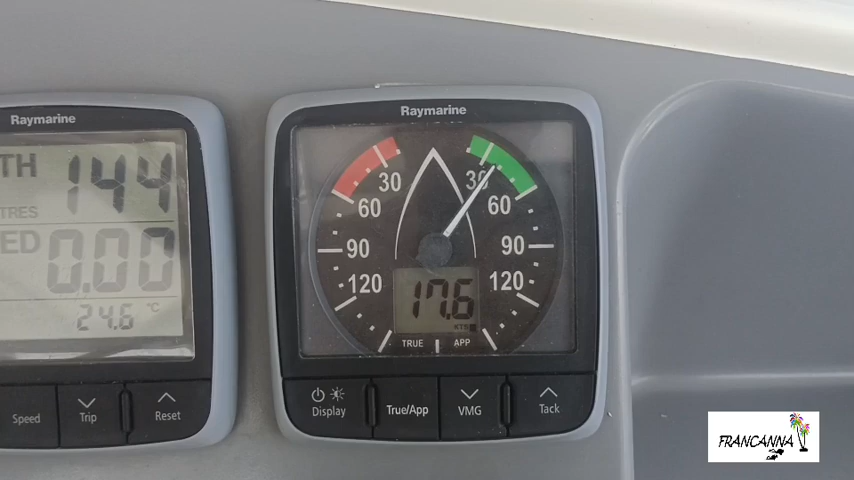 Raymarine
TH 144
TRES
ED 0.00
24.6 °C
Speed
Trip
Reset
Raymarine
30 30
60 60
90 90
120 120
17.6
KTS
TRUE APP
Display
True/App
VMG
Tack
FRANCANNA